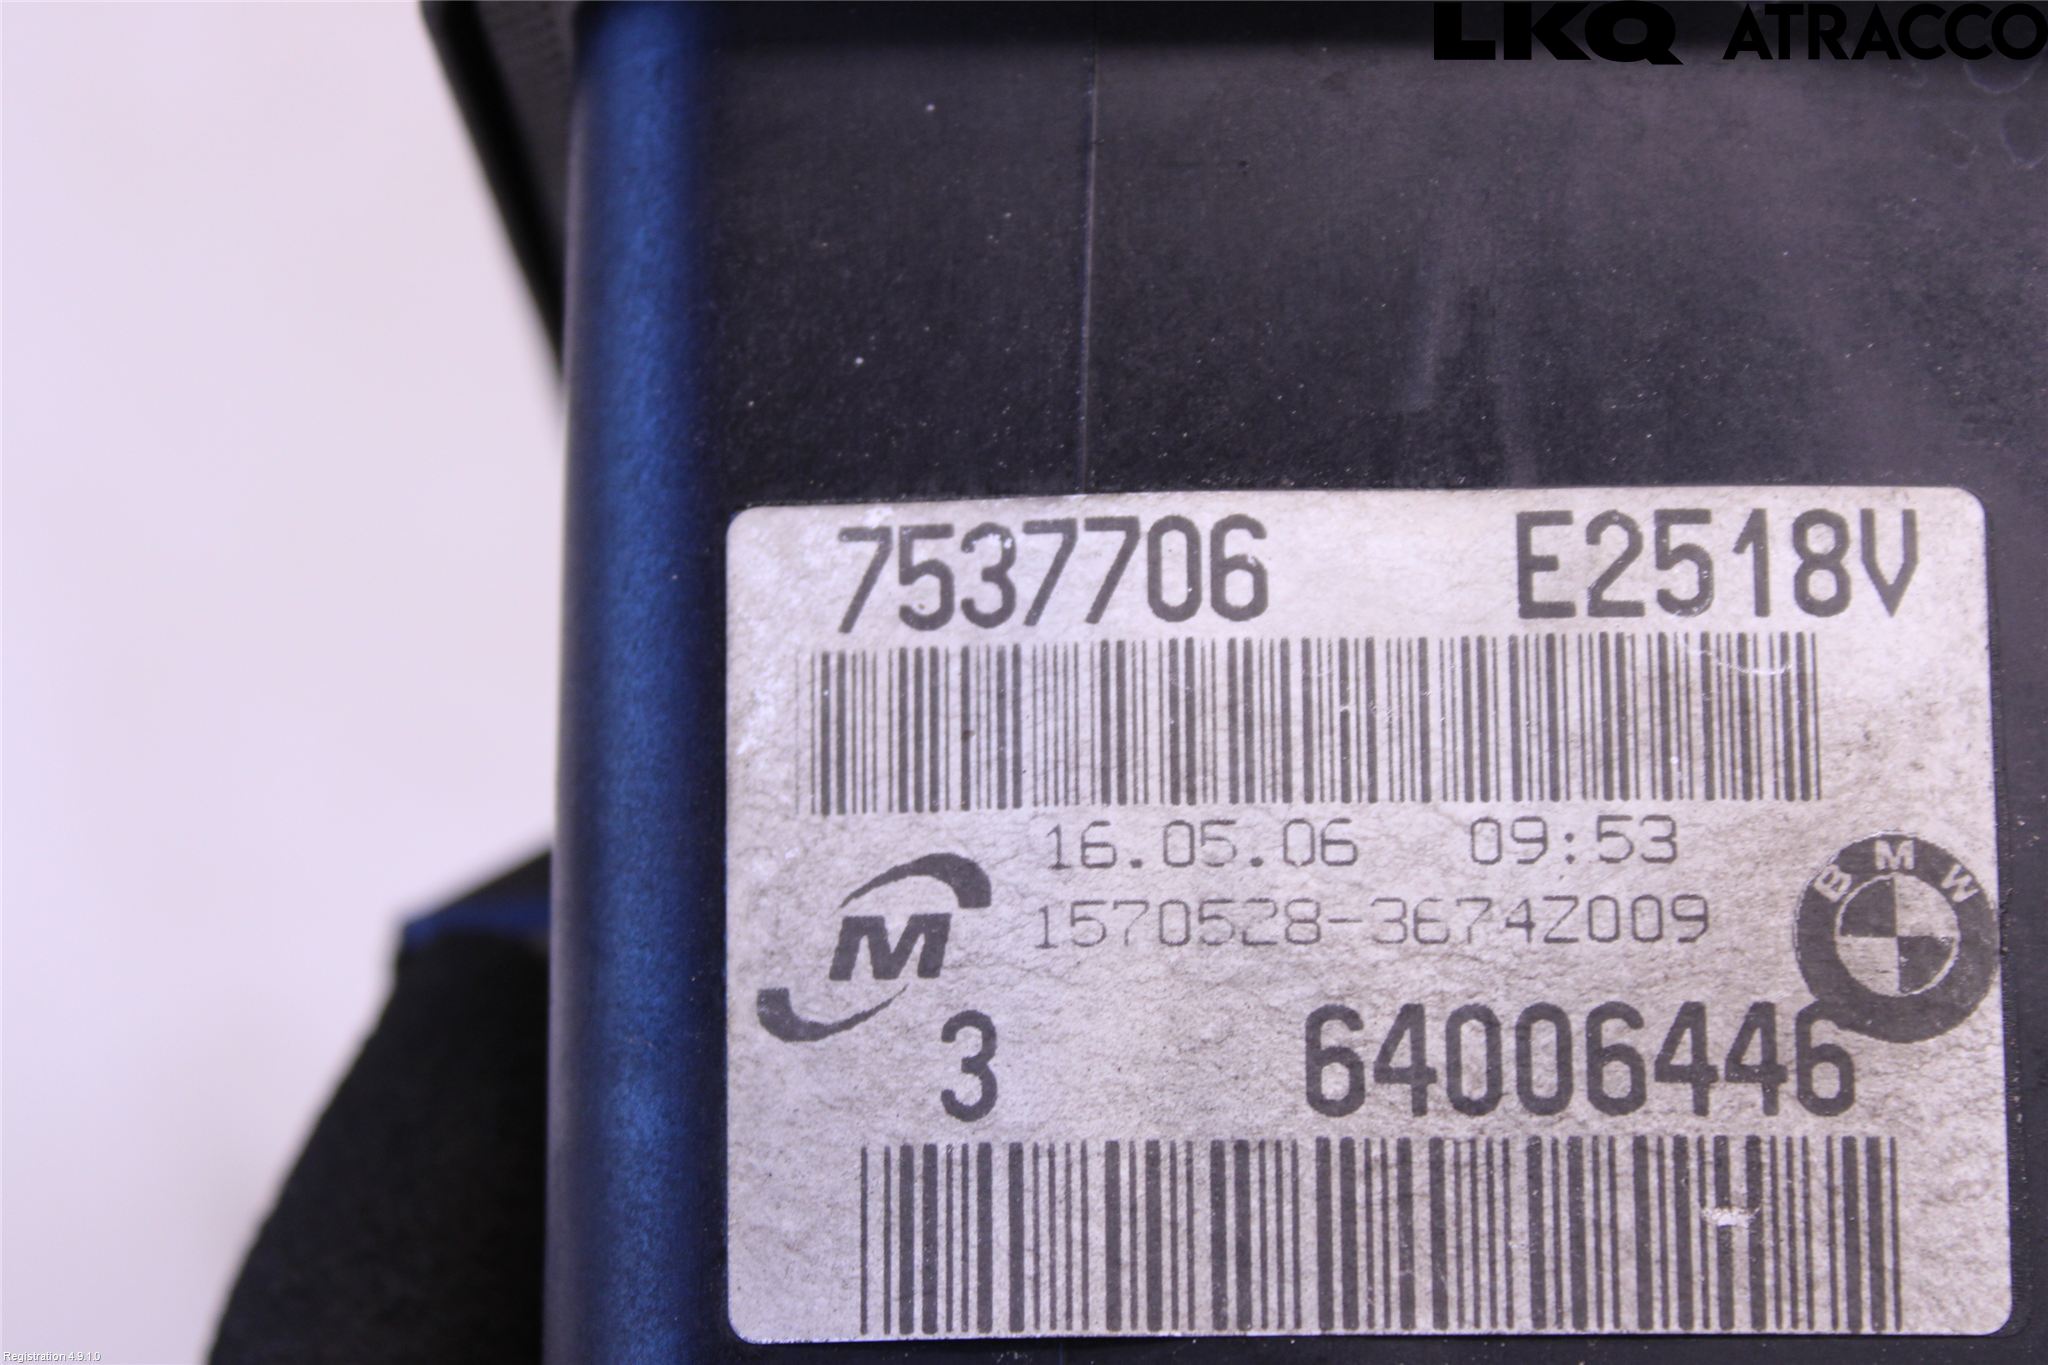 LKQ ATRACCO
7537706 E2518V
16.05.06 09:53
1570528-3674Z009
M
BMW
3 64006446
Registration 4.9.1.0